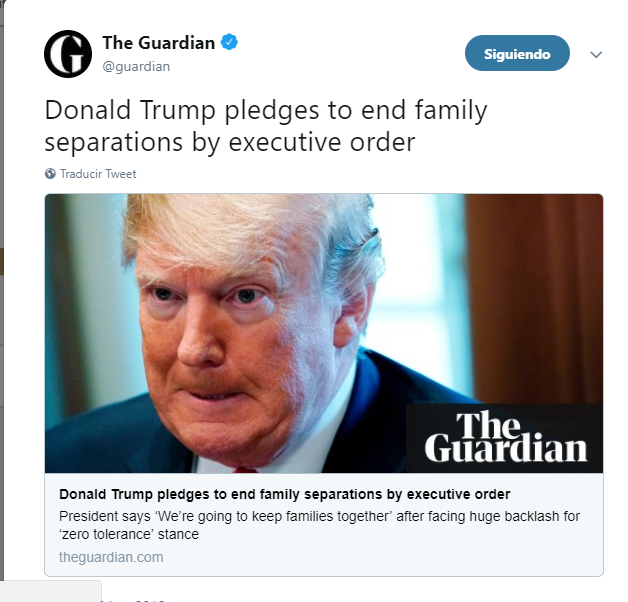 The Guardian
@guardian
Siguiendo
Donald Trump pledges to end family
separations by executive order
Traducir Tweet
The
Guardian
Donald Trump pledges to end family separations by executive order
President says ‘We’re going to keep families together’ after facing huge backlash for
‘zero tolerance’ stance
theguardian.com